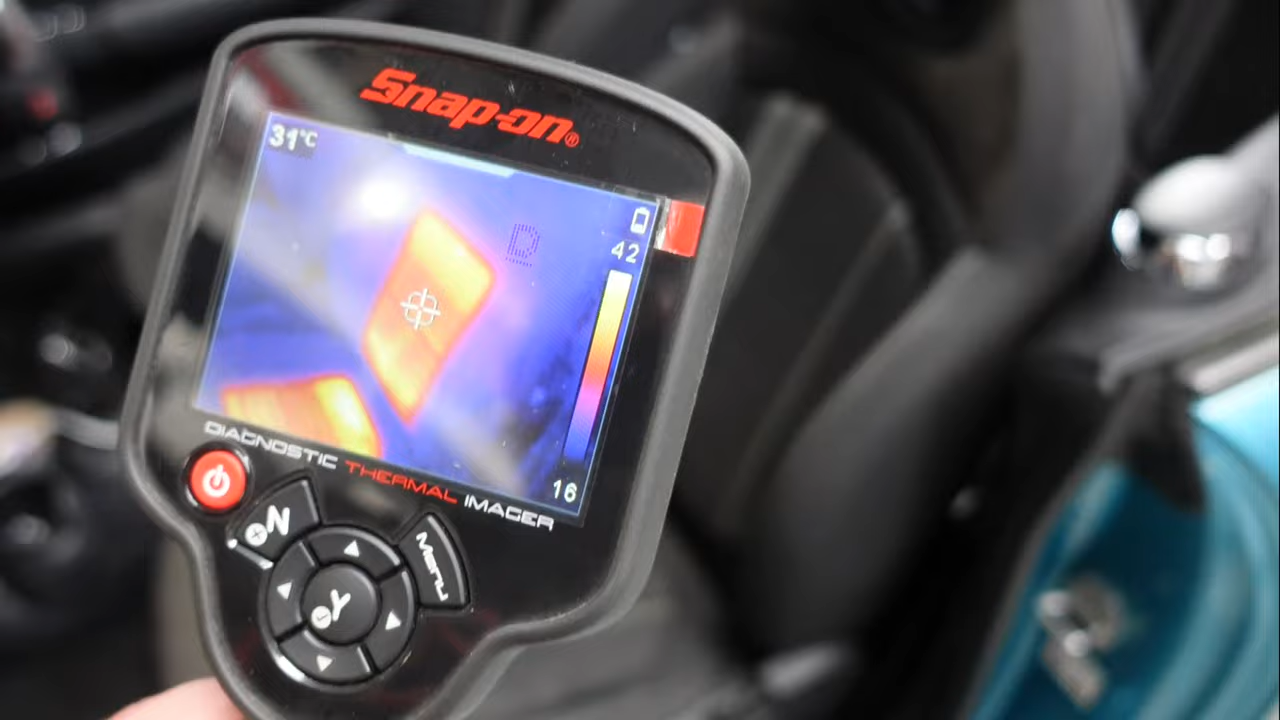 Snap-on®
31°C
D
42
16
DIAGNOSTIC THERMAL IMAGER
N
Menu
Y